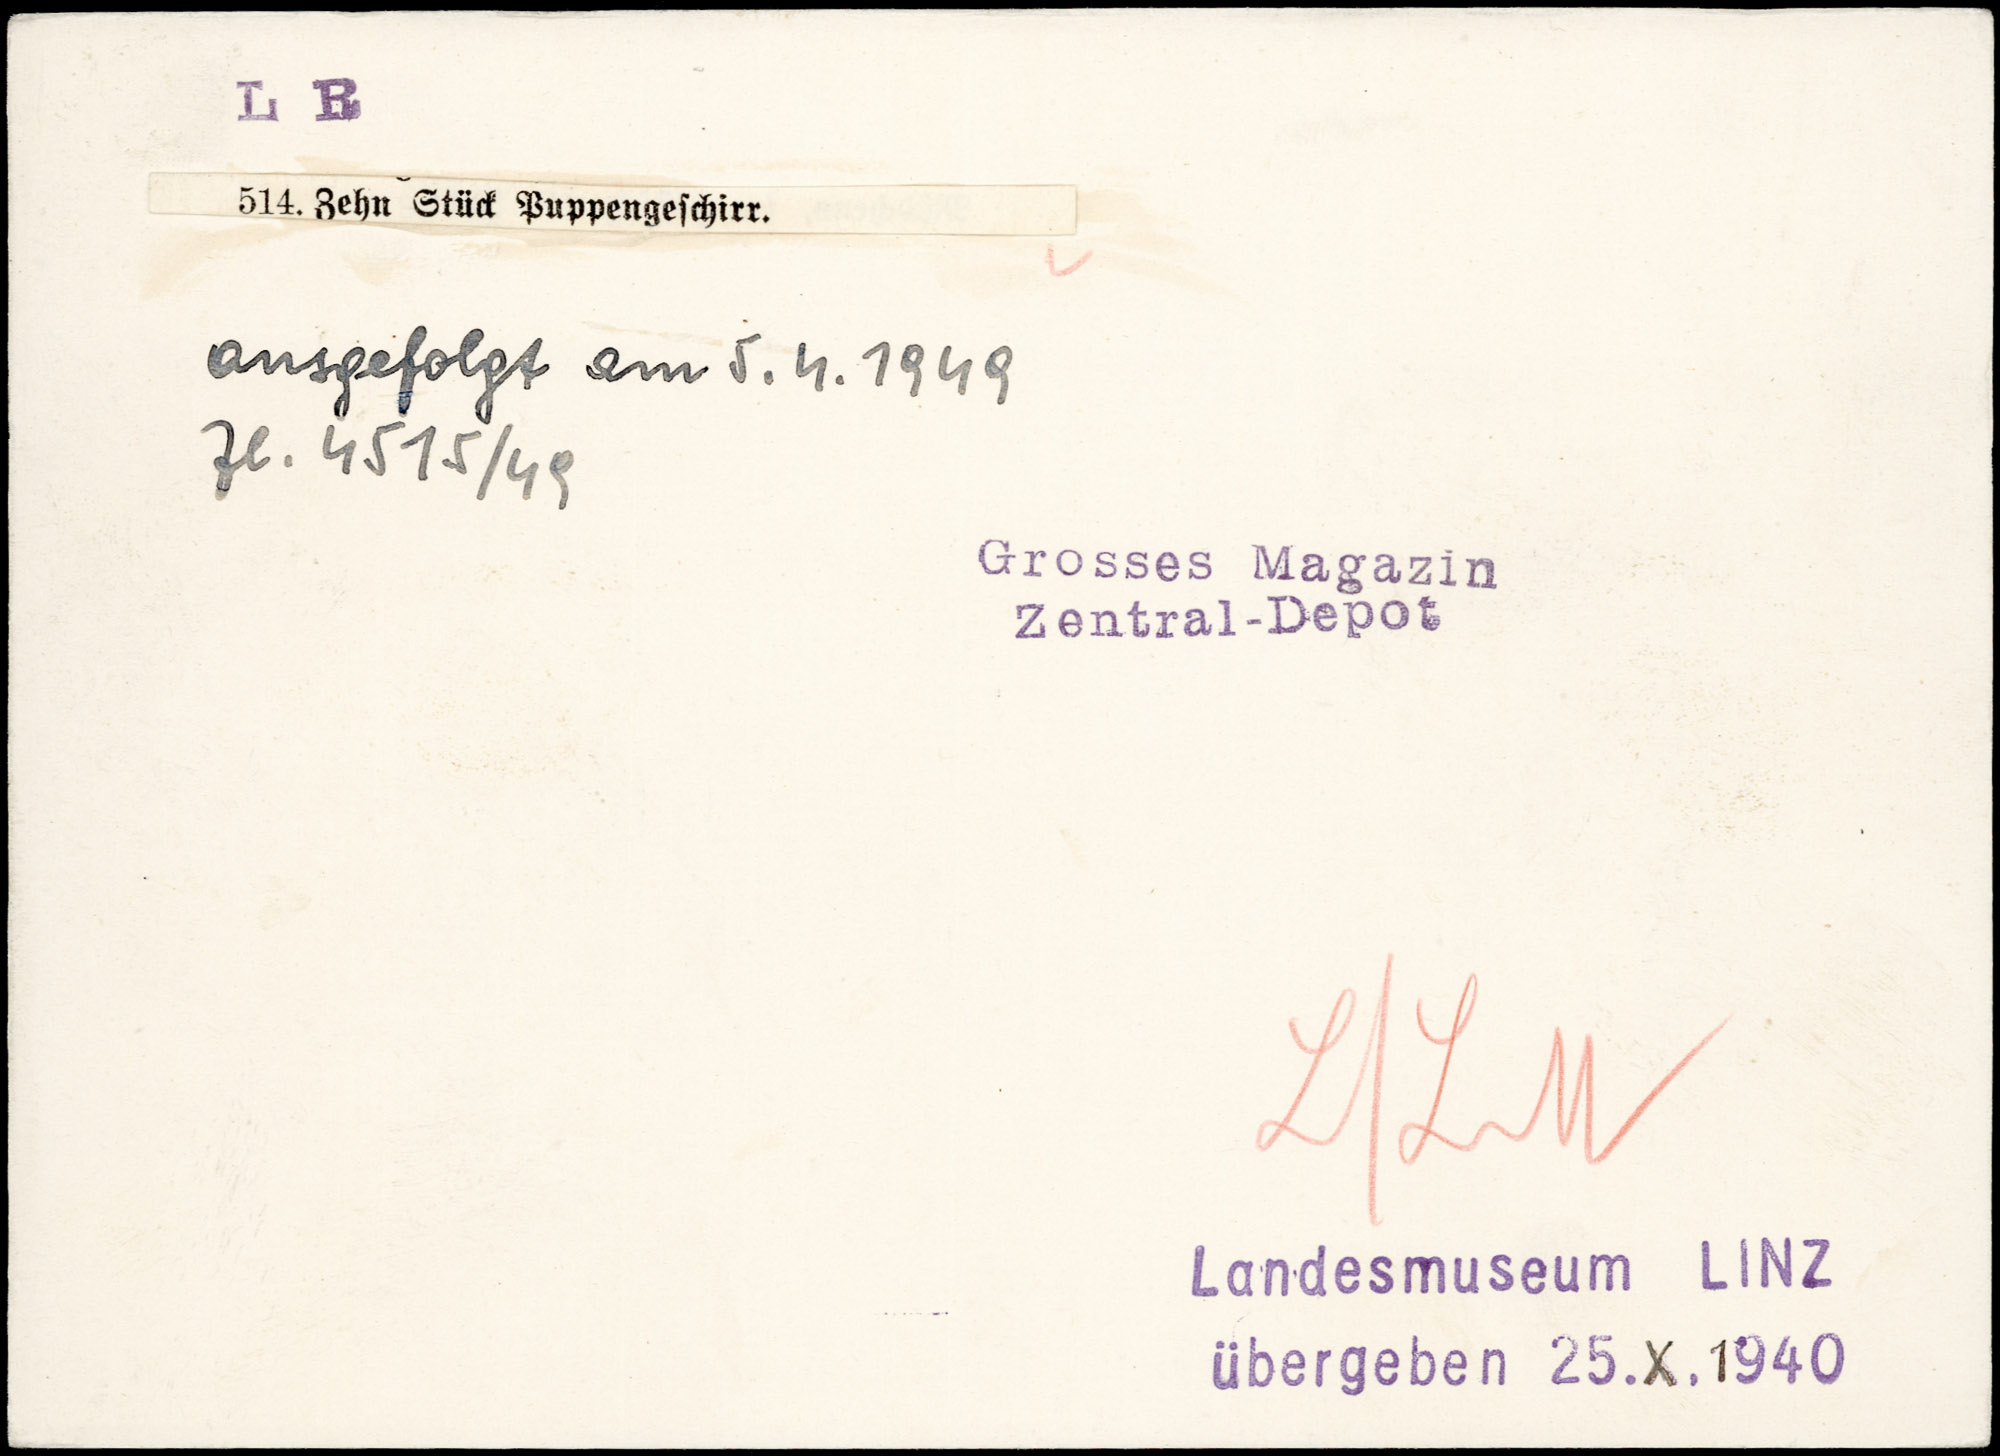 L R
514. Zehn Stück Puppengeschirr.
ausgefolgt am 5. 4. 1949
Zl. 4515/49
Grosses Magazin
Zentral-Depot
L/LM
Landesmuseum LINZ
übergeben 25.X.1940